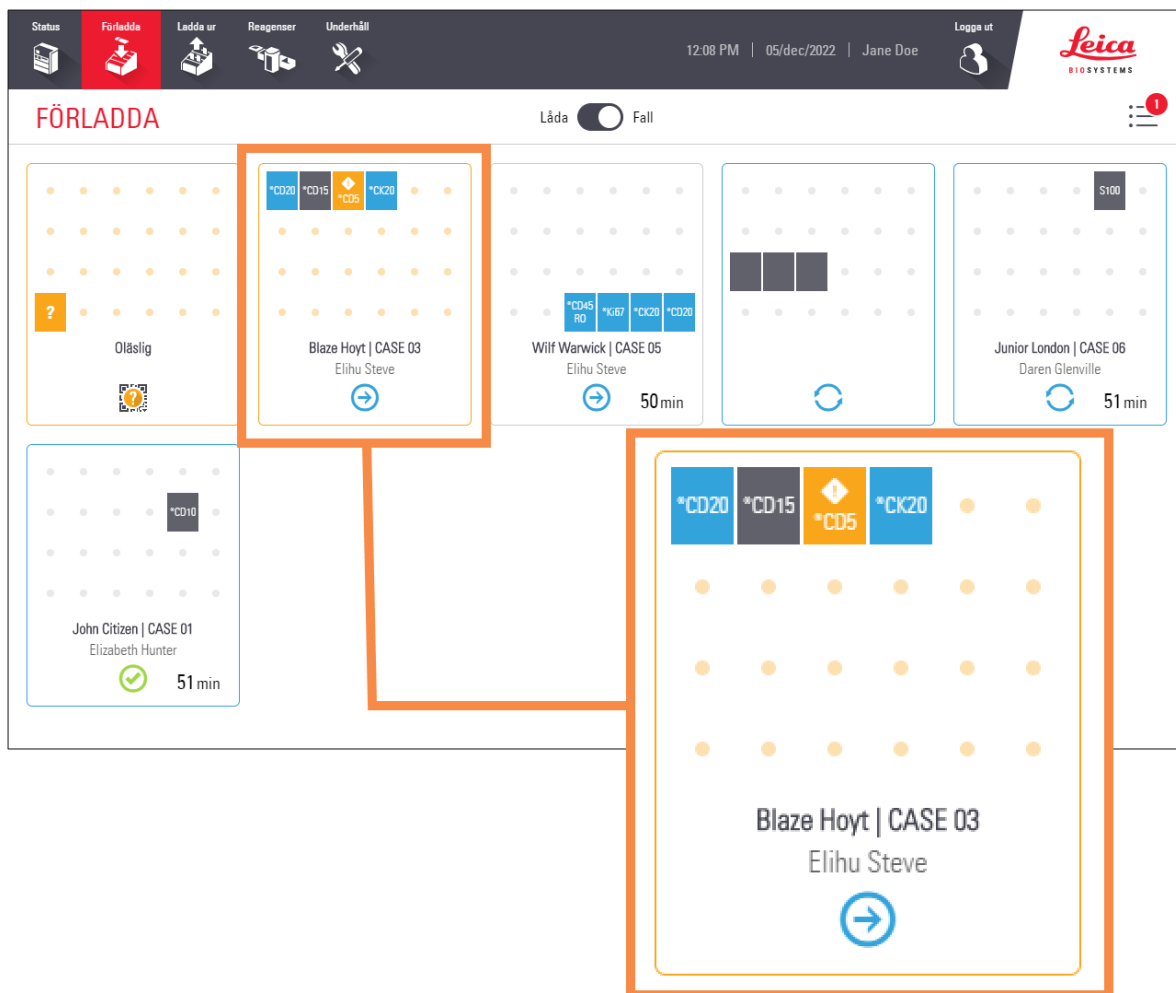 Status Förladda Ladda ur Reagenser Underhåll
12:08 PM | 05/dec/2022 | Jane Doe
Logga ut
Leica
BIOSYSTEMS
FÖRLADDA
Låda Fall
1
?
Oläslig
?
*CD20 *CD15 *CD5 *CK20
Blaze Hoyt | CASE 03
Elihu Steve
*CD45 RO *Ki67 *CK20 *CD20
Wilf Warwick | CASE 05
Elihu Steve
50 min
S100
Junior London | CASE 06
Daren Glenville
51 min
*CD10
John Citizen | CASE 01
Elizabeth Hunter
51 min
*CD20 *CD15 *CD5 *CK20
Blaze Hoyt | CASE 03
Elihu Steve